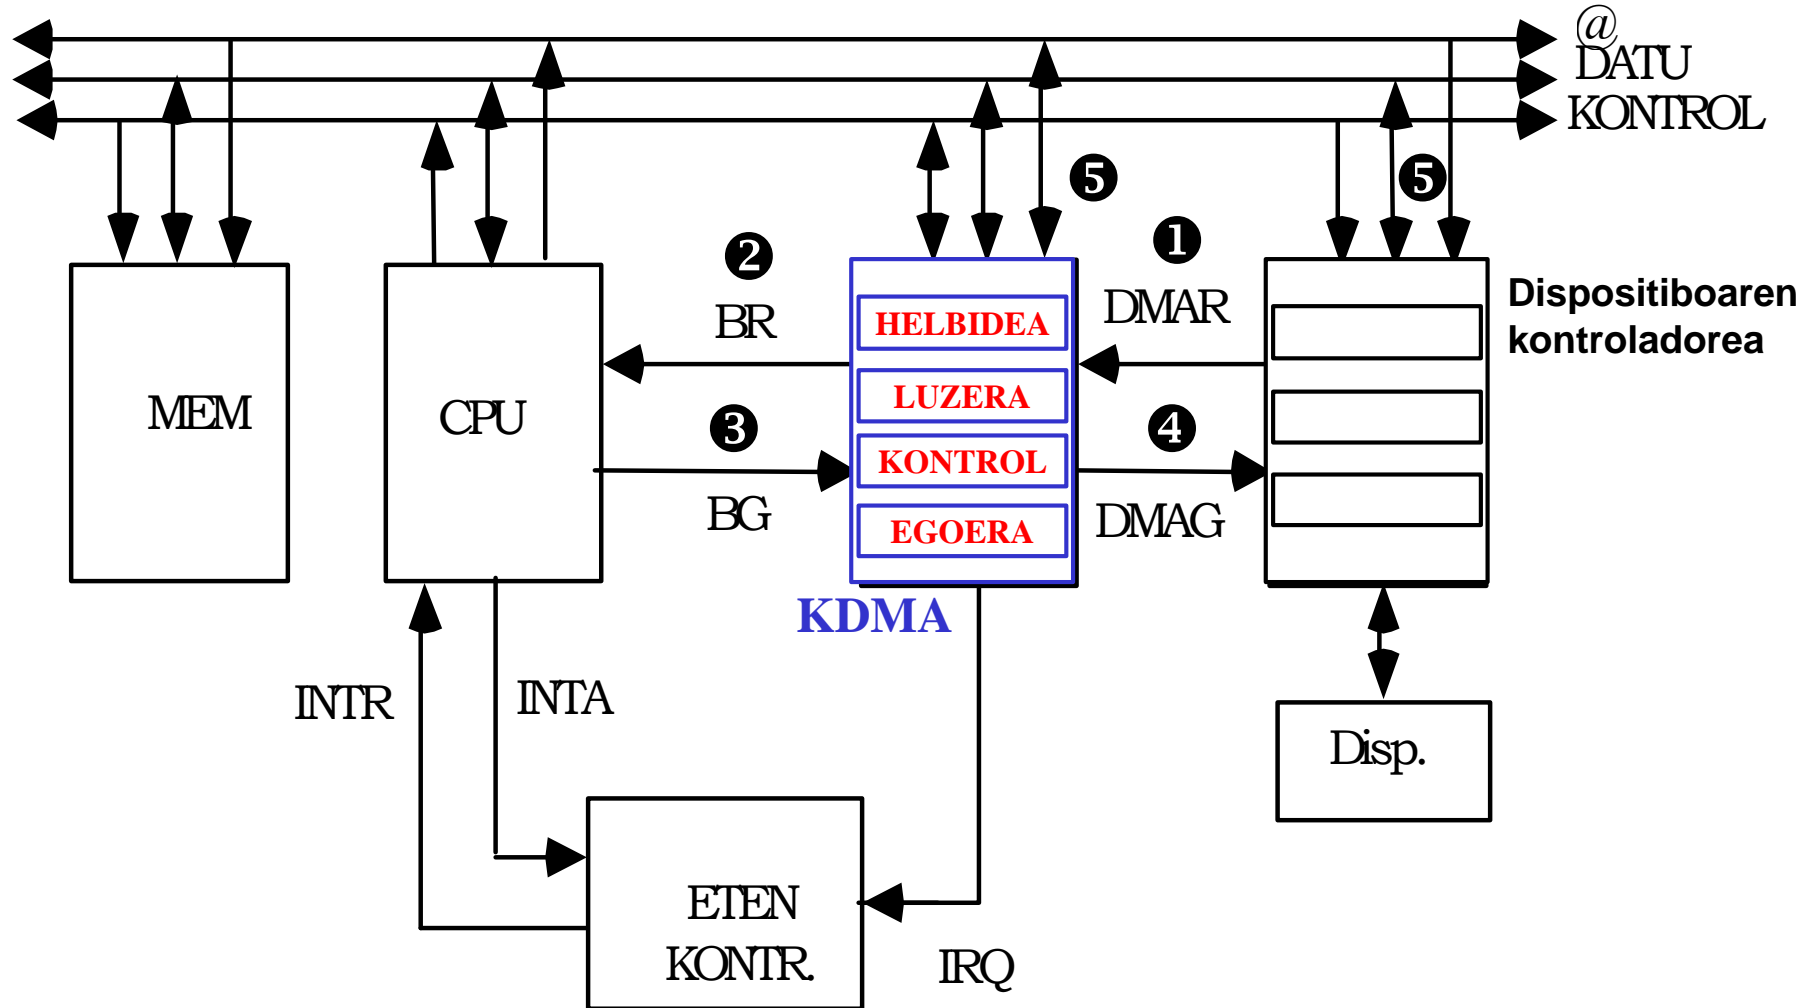 @
DATU
KONTROL
❺
❺
❶
❷
DMAR
BR
HELBIDEA
Dispositiboaren
kontroladorea
LUZERA
MEM
CPU
❸
❹
KONTROL
BG
DMAG
EGOERA
KDMA
INTR
INTA
Disp.
ETEN
KONTR.
IRQ